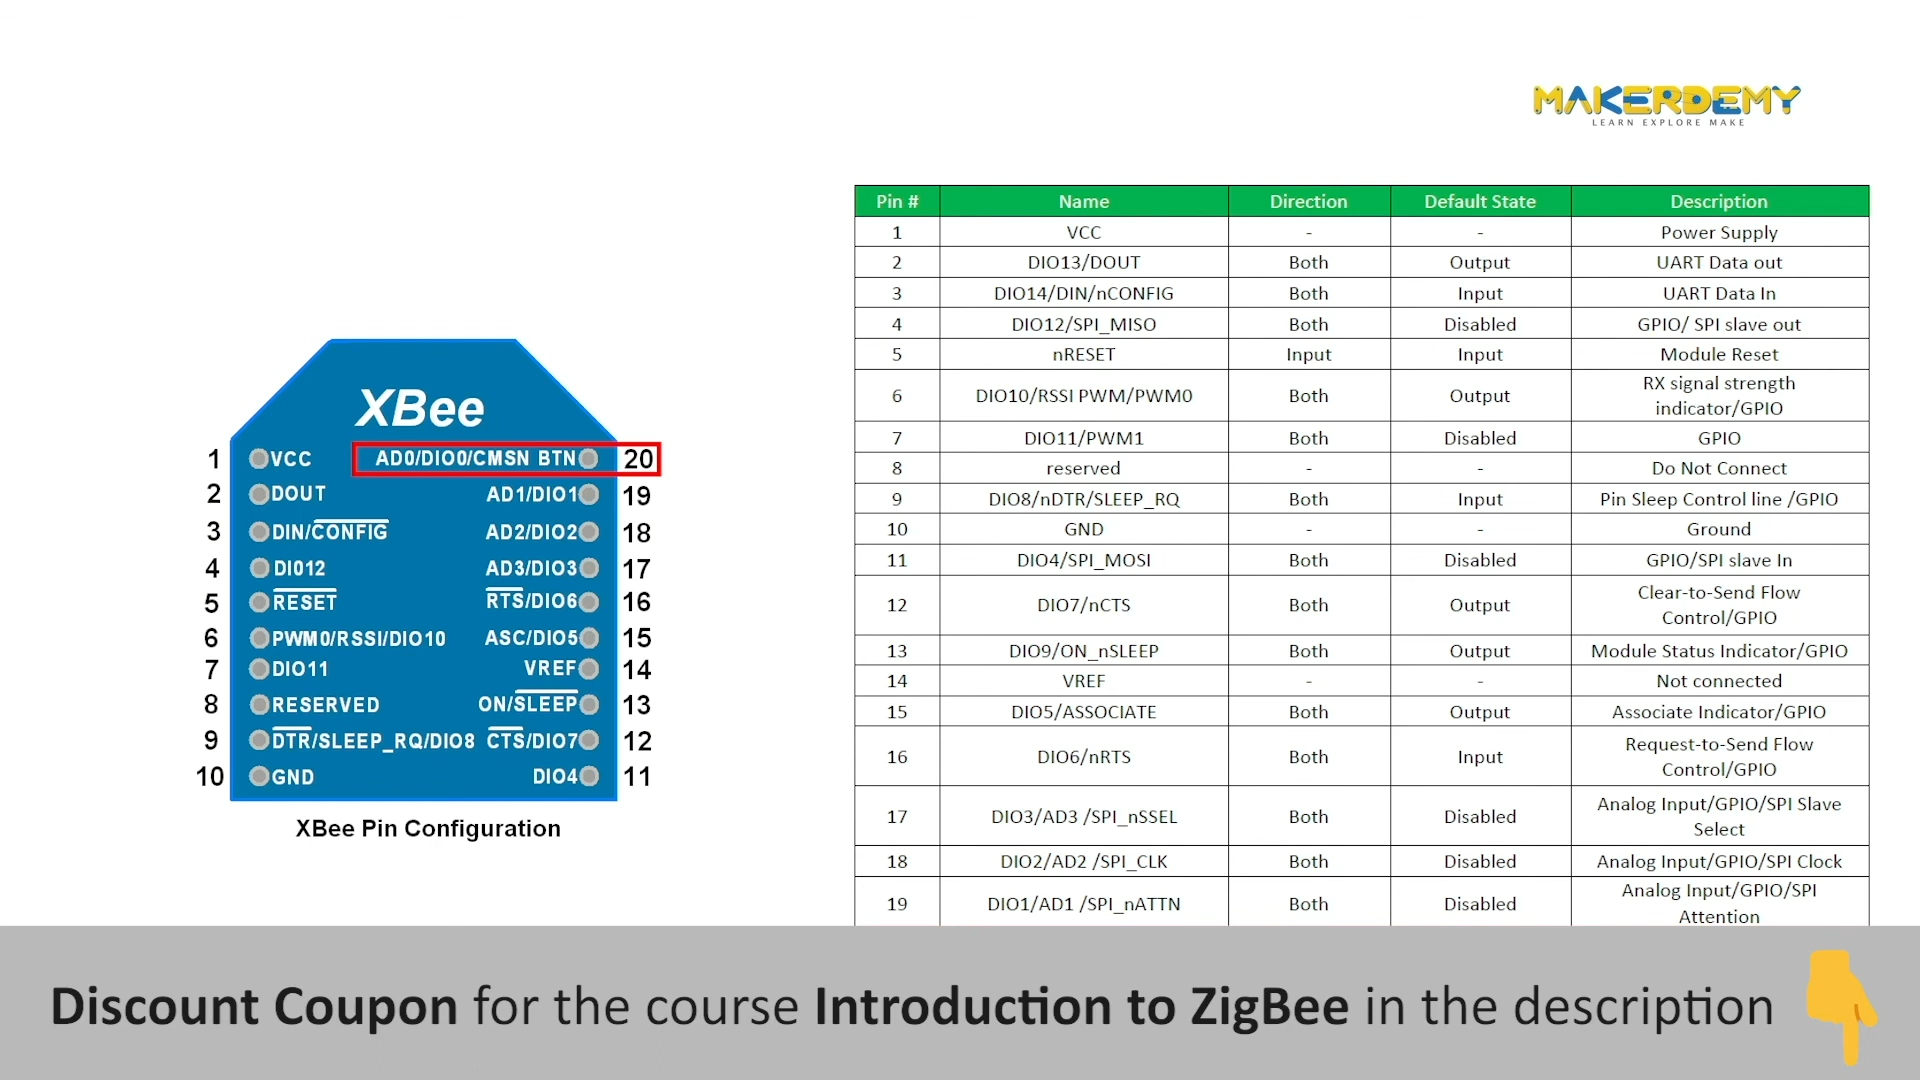 MAKERDEMY
LEARN EXPLORE MAKE
XBee
1 VCC AD0/DIO0/CMSN BTN 20
2 DOUT AD1/DIO1 19
3 DIN/CONFIG AD2/DIO2 18
4 DI012 AD3/DIO3 17
5 RESET RTS/DIO6 16
6 PWM0/RSSI/DIO10 ASC/DIO5 15
7 DIO11 VREF 14
8 RESERVED ON/SLEEP 13
9 DTR/SLEEP_RQ/DIO8 CTS/DIO7 12
10 GND DIO4 11
XBee Pin Configuration
Pin # Name Direction Default State Description
1 VCC - - Power Supply
2 DIO13/DOUT Both Output UART Data out
3 DIO14/DIN/nCONFIG Both Input UART Data In
4 DIO12/SPI_MISO Both Disabled GPIO/ SPI slave out
5 nRESET Input Input Module Reset
6 DIO10/RSSI PWM/PWM0 Both Output RX signal strength
indicator/GPIO
7 DIO11/PWM1 Both Disabled GPIO
8 reserved - - Do Not Connect
9 DIO8/nDTR/SLEEP_RQ Both Input Pin Sleep Control line /GPIO
10 GND - - Ground
11 DIO4/SPI_MOSI Both Disabled GPIO/SPI slave In
12 DIO7/nCTS Both Output Clear-to-Send Flow
Control/GPIO
13 DIO9/ON_nSLEEP Both Output Module Status Indicator/GPIO
14 VREF - - Not connected
15 DIO5/ASSOCIATE Both Output Associate Indicator/GPIO
16 DIO6/nRTS Both Input Request-to-Send Flow
Control/GPIO
17 DIO3/AD3 /SPI_nSSEL Both Disabled Analog Input/GPIO/SPI Slave
Select
18 DIO2/AD2 /SPI_CLK Both Disabled Analog Input/GPIO/SPI Clock
19 DIO1/AD1 /SPI_nATTN Both Disabled Analog Input/GPIO/SPI
Attention
Discount Coupon for the course Introduction to ZigBee in the description